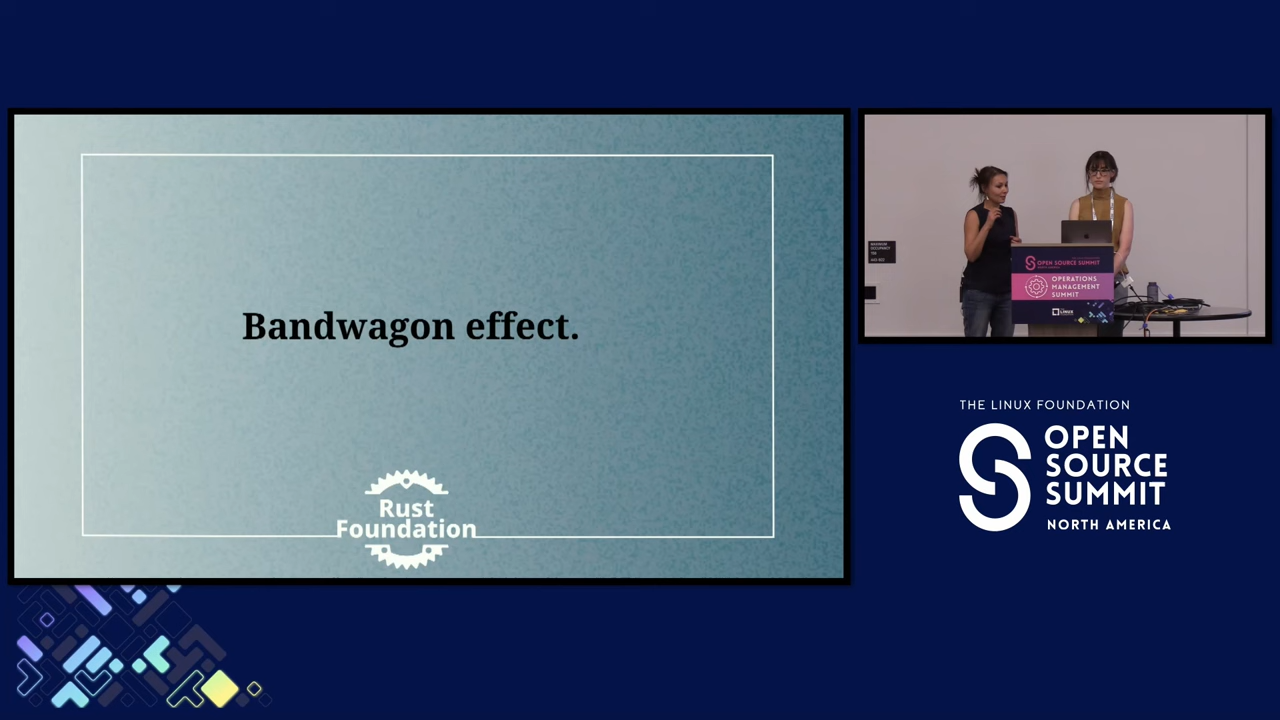 Bandwagon effect.
Rust
Foundation
OPEN SOURCE SUMMIT
OPERATIONS
MANAGEMENT
SUMMIT
THE LINUX FOUNDATION
OPEN
SOURCE
SUMMIT
NORTH AMERICA